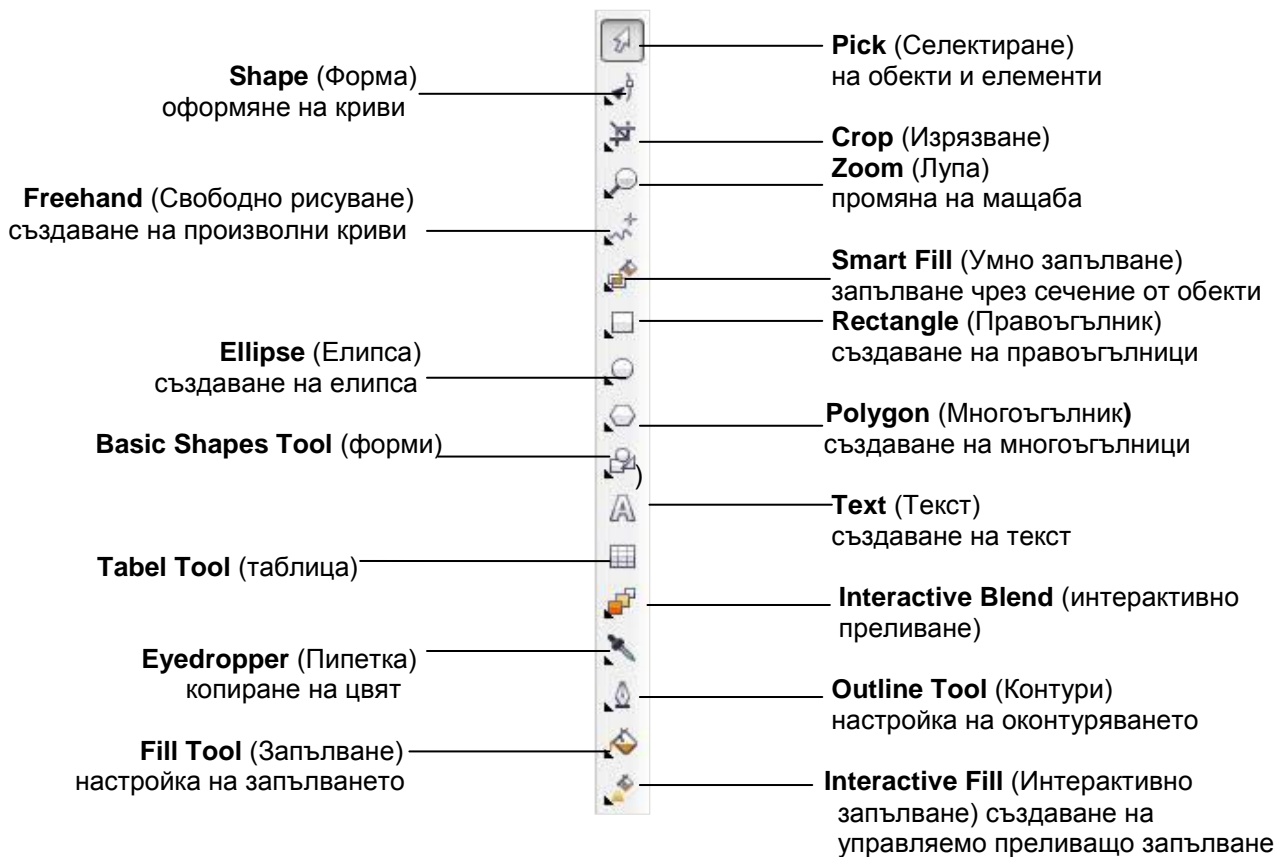 Pick (Селектиране)
на обекти и елементи
Shape (Форма)
оформяне на криви
Crop (Изрязване)
Zoom (Лупа)
промяна на мащаба
Freehand (Свободно рисуване)
създаване на произволни криви
Smart Fill (Умно запълване)
запълване чрез сечение от обекти
Rectangle (Правоъгълник)
създаване на правоъгълници
Ellipse (Елипса)
създаване на елипса
Polygon (Многоъгълник)
създаване на многоъгълници
Basic Shapes Tool (форми)
)
Text (Текст)
създаване на текст
Tabel Tool (таблица)
Interactive Blend (интерактивно
преливане)
Eyedropper (Пипетка)
копиране на цвят
Outline Tool (Контури)
настройка на оконтуряването
Fill Tool (Запълване)
настройка на запълването
Interactive Fill (Интерактивно
запълване) създаване на
управляемо преливащо запълване